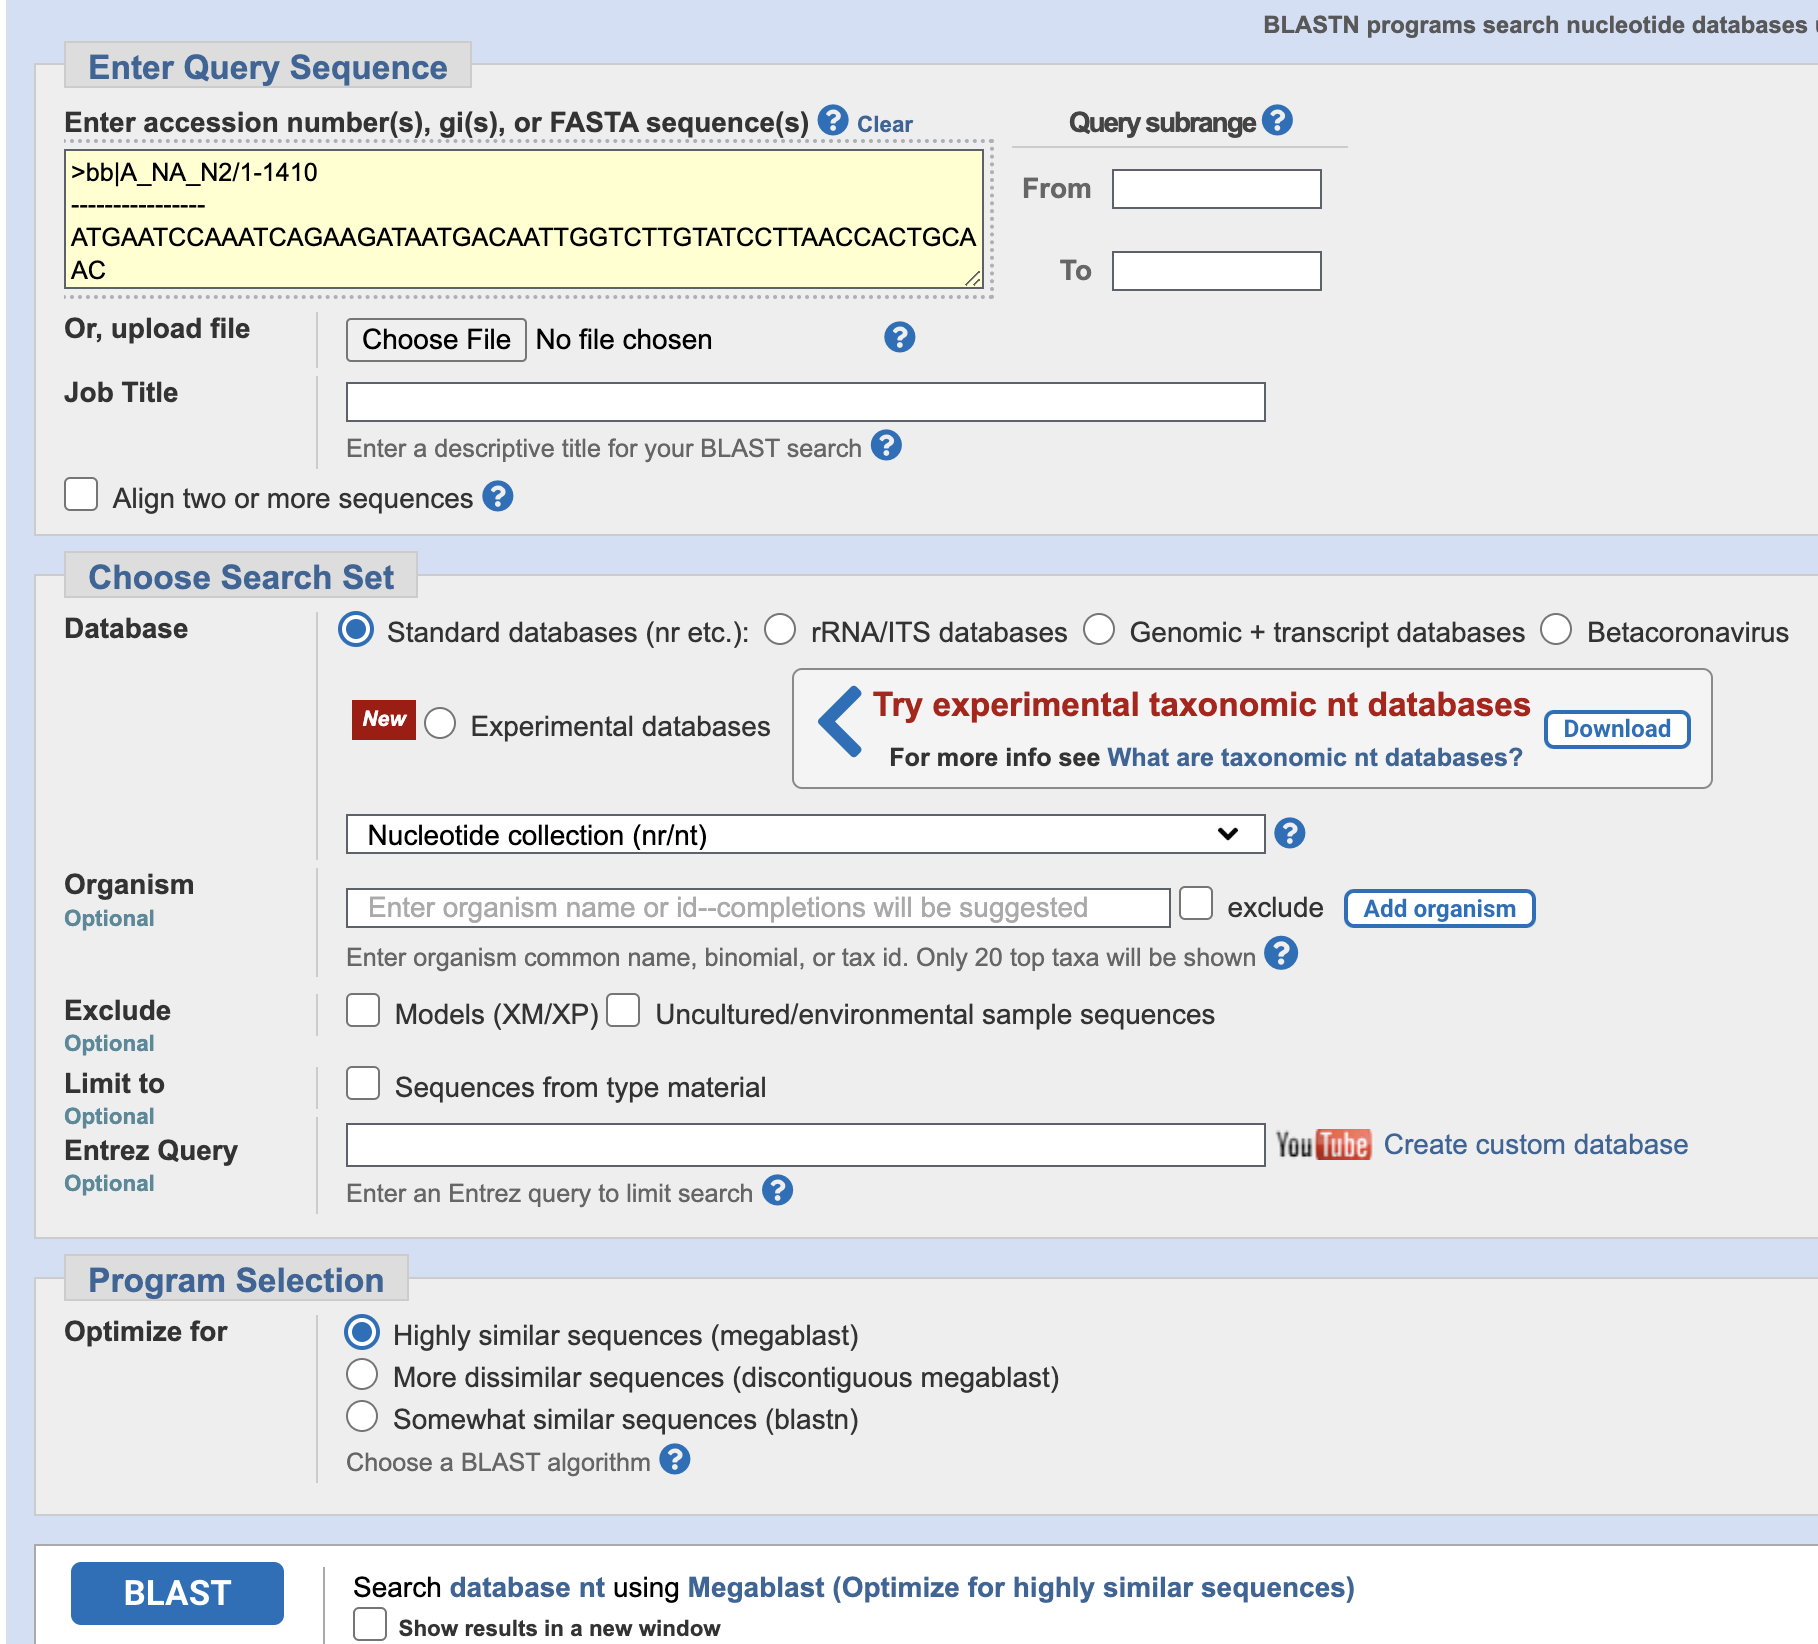 BLASTN programs search nucleotide databases
Enter Query Sequence
Enter accession number(s), gi(s), or FASTA sequence(s) ? Clear
Query subrange ?
>bb|A_NA_N2/1-1410
----------------
ATGAATCCAAATCAGAAGATAATGACAATTGGTCTTGTATCCTTAACCACTGCA
AC
From
To
Or, upload file
Choose File No file chosen ?
Job Title
Enter a descriptive title for your BLAST search ?
Align two or more sequences ?
Choose Search Set
Database
Standard databases (nr etc.): rRNA/ITS databases Genomic + transcript databases Betacoronavirus
New Experimental databases
Try experimental taxonomic nt databases
Download
For more info see What are taxonomic nt databases?
Nucleotide collection (nr/nt) ?
Organism
Optional
Enter organism name or id--completions will be suggested exclude Add organism
Enter organism common name, binomial, or tax id. Only 20 top taxa will be shown ?
Exclude
Optional
Models (XM/XP) Uncultured/environmental sample sequences
Limit to
Optional
Sequences from type material
Entrez Query
Optional
YouTube Create custom database
Enter an Entrez query to limit search ?
Program Selection
Optimize for
Highly similar sequences (megablast)
More dissimilar sequences (discontiguous megablast)
Somewhat similar sequences (blastn)
Choose a BLAST algorithm ?
BLAST
Search database nt using Megablast (Optimize for highly similar sequences)
Show results in a new window